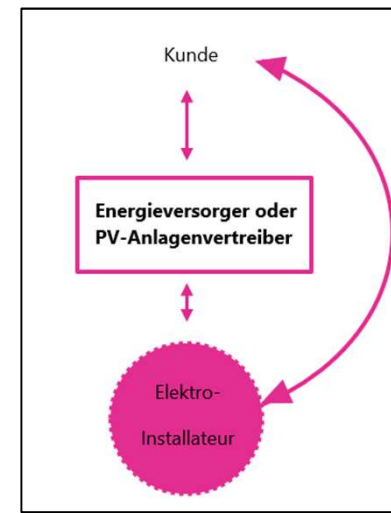 Kunde
Energieversorger oder
PV-Anlagenvertreiber
Elektro-
Installateur